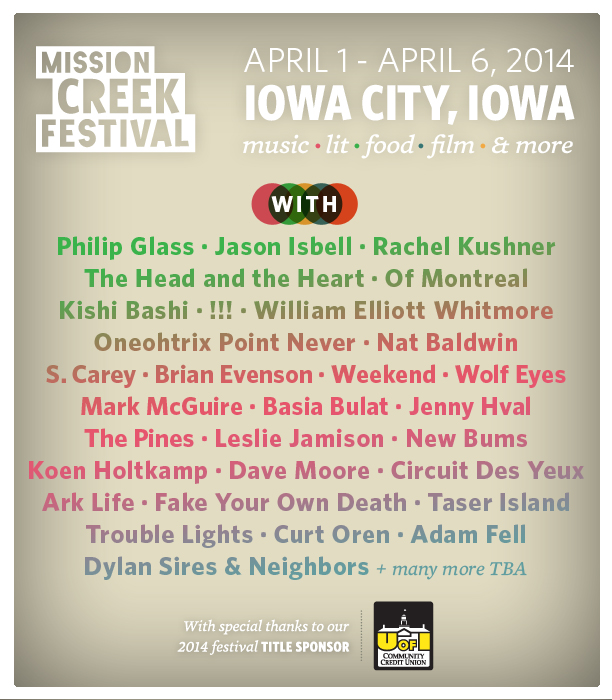 MISSION
CREEK
FESTIVAL
APRIL 1 - APRIL 6, 2014
IOWA CITY, IOWA
music • lit • food • film • & more
WITH
Philip Glass · Jason Isbell · Rachel Kushner
The Head and the Heart · Of Montreal
Kishi Bashi · !!! · William Elliott Whitmore
Oneohtrix Point Never · Nat Baldwin
S. Carey · Brian Evenson · Weekend · Wolf Eyes
Mark McGuire · Basia Bulat · Jenny Hval
The Pines · Leslie Jamison · New Bums
Koen Holtkamp · Dave Moore · Circuit Des Yeux
Ark Life · Fake Your Own Death · Taser Island
Trouble Lights · Curt Oren · Adam Fell
Dylan Sires & Neighbors + many more TBA
With special thanks to our
2014 festival TITLE SPONSOR
U OF I
COMMUNITY
CREDIT UNION